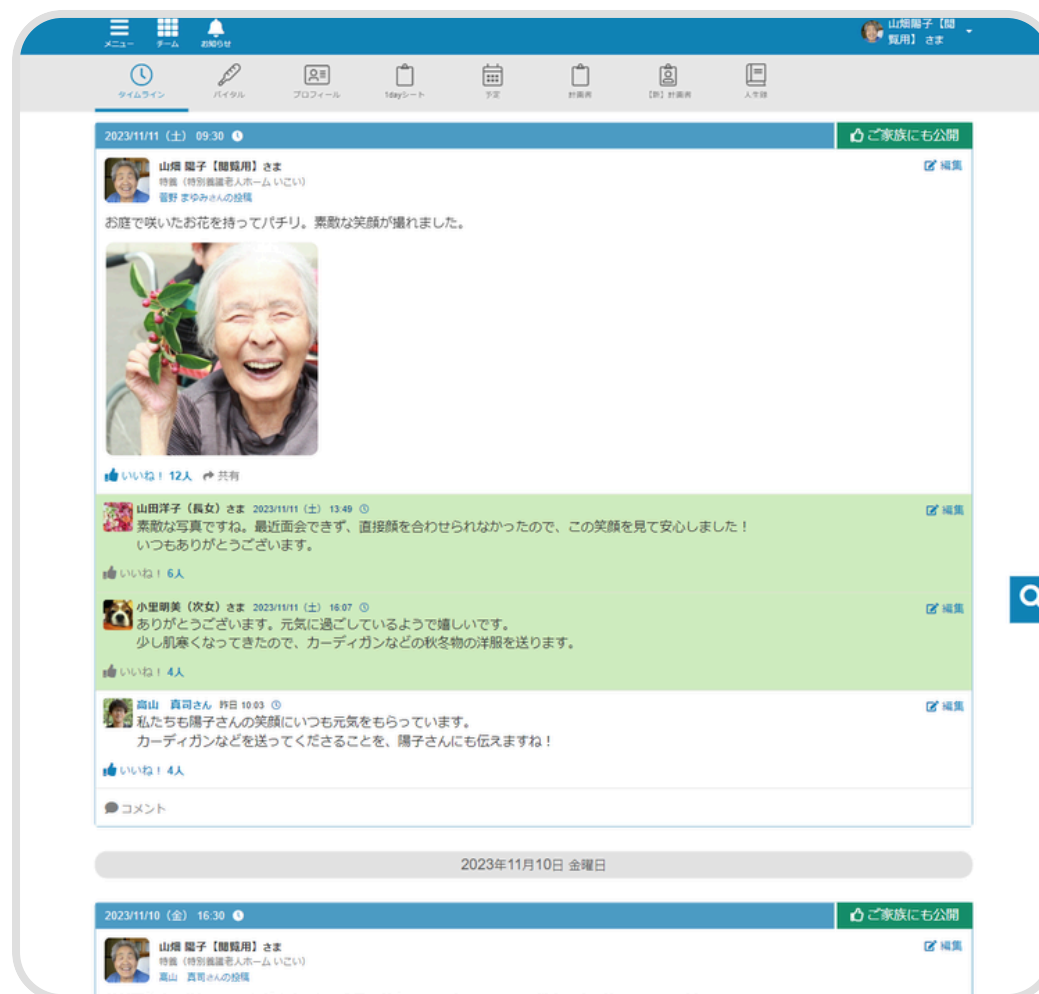 メニュー
チーム
お知らせ
山畑陽子【閲
覧用】 さま
タイムライン
バイタル
プロフィール
1dayシート
予定
計画書
【新】計画書
人生録
2023/11/11（土） 09:30
ご家族にも公開
山畑 陽子【閲覧用】さま
編集
特養（特別養護老人ホーム いこい）
菅野 まゆみさんの投稿
お庭で咲いたお花を持ってパチリ。素敵な笑顔が撮れました。
いいね！ 12人 共有
山田洋子（長女）さま 2023/11/11（土） 13:49
編集
素敵な写真ですね。最近面会できず、直接顔を合わせられなかったので、この笑顔を見て安心しました！
いつもありがとうございます。
いいね！ 6人
小里明美（次女）さま 2023/11/11（土） 16:07
編集
ありがとうございます。元気に過ごしているようで嬉しいです。
少し肌寒くなってきたので、カーディガンなどの秋冬物の洋服を送ります。
いいね！ 4人
高山 真司さん 昨日 10:03
編集
私たちも陽子さんの笑顔にいつも元気をもらっています。
カーディガンなどを送ってくださることを、陽子さんにも伝えますね！
いいね！ 4人
コメント
2023年11月10日 金曜日
2023/11/10（金） 16:30
ご家族にも公開
山畑 陽子【閲覧用】さま
編集
特養（特別養護老人ホーム いこい）
高山 真司さんの投稿